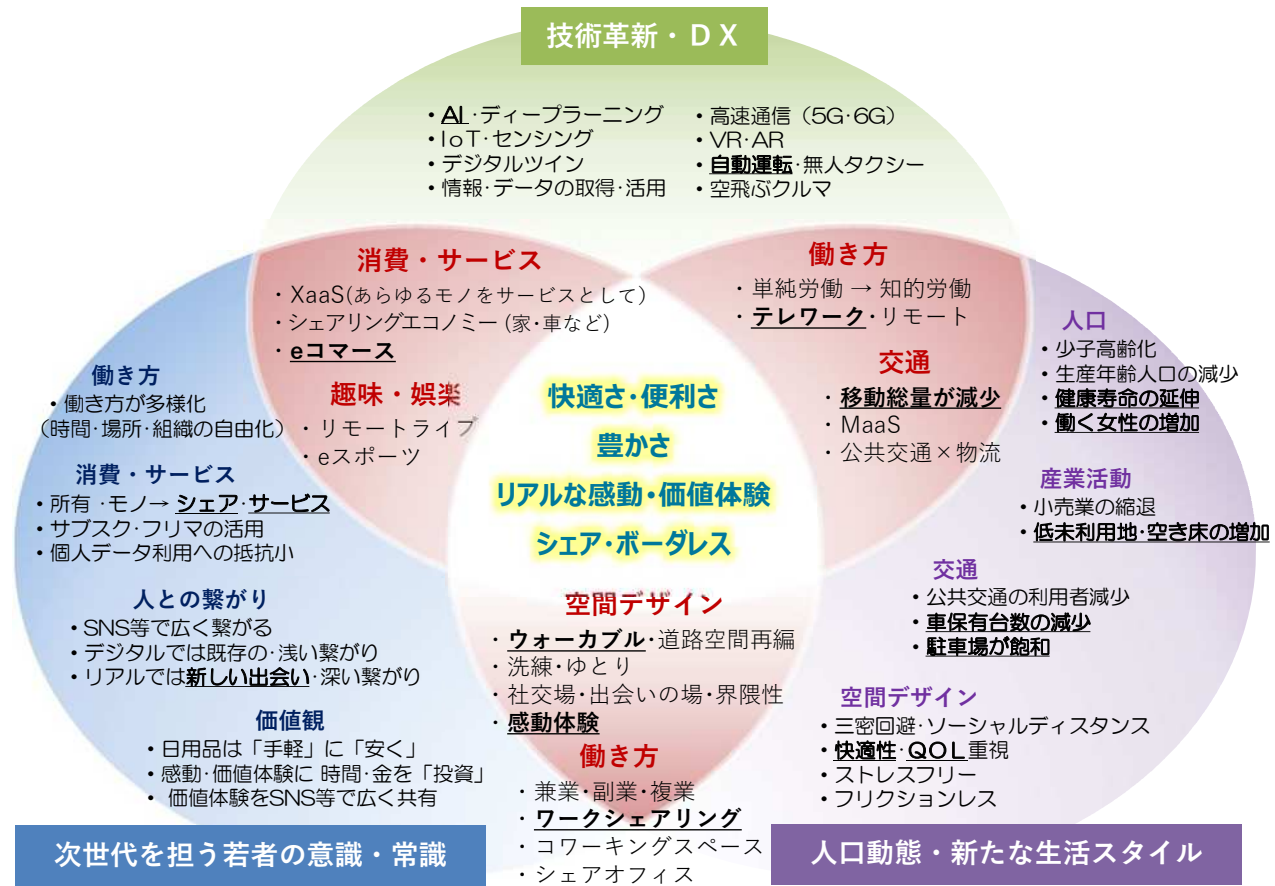 技術革新・ＤＸ
・AI・ディープラーニング
・IoT・センシング
・デジタルツイン
・情報・データの取得・活用
・高速通信（5G・6G）
・VR・AR
・自動運転・無人タクシー
・空飛ぶクルマ
消費・サービス
・XaaS(あらゆるモノをサービスとして)
・シェアリングエコノミー (家・車など)
・eコマース
趣味・娯楽
・リモートライブ
・eスポーツ
働き方
・単純労働 → 知的労働
・テレワーク・リモート
交通
・移動総量が減少
・MaaS
・公共交通×物流
快適さ・便利さ
豊かさ
リアルな感動・価値体験
シェア・ボーダレス
働き方
・働き方が多様化
（時間・場所・組織の自由化）
消費・サービス
・所有・モノ→ シェア・サービス
・サブスク・フリマの活用
・個人データ利用への抵抗小
人との繋がり
・SNS等で広く繋がる
・デジタルでは既存の・浅い繋がり
・リアルでは新しい出会い・深い繋がり
価値観
・日用品は「手軽」に「安く」
・感動・価値体験に 時間・金を「投資」
・ 価値体験をSNS等で広く共有
次世代を担う若者の意識・常識
人口
・少子高齢化
・生産年齢人口の減少
・健康寿命の延伸
・働く女性の増加
産業活動
・小売業の縮退
・低未利用地・空き床の増加
交通
・公共交通の利用者減少
・車保有台数の減少
・駐車場が飽和
空間デザイン
・三密回避・ソーシャルディスタンス
・快適性・ＱＯＬ重視
・ストレスフリー
・フリクションレス
人口動態・新たな生活スタイル
空間デザイン
・ウォーカブル・道路空間再編
・洗練・ゆとり
・社交場・出会いの場・界隈性
・感動体験
働き方
・兼業・副業・複業
・ワークシェアリング
・コワーキングスペース
・シェアオフィス